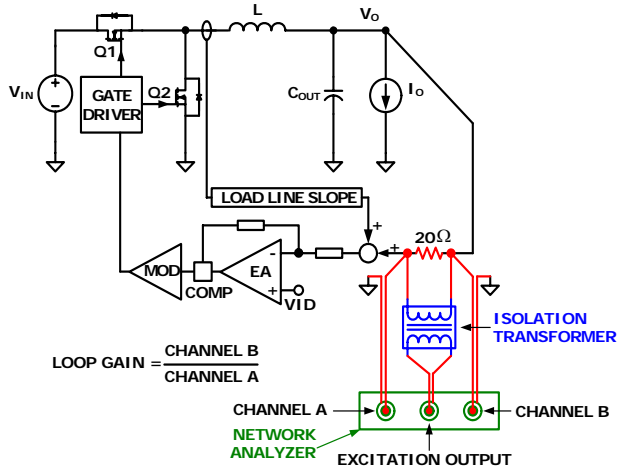 L
VO
Q1
VIN
+
−
GATE
DRIVER
Q2
COUT
IO
LOAD LINE SLOPE
+
+
20Ω
MOD
COMP
EA
-
+
VID
ISOLATION
TRANSFORMER
LOOP GAIN = CHANNEL B
CHANNEL A
CHANNEL A
CHANNEL B
NETWORK
ANALYZER
EXCITATION OUTPUT